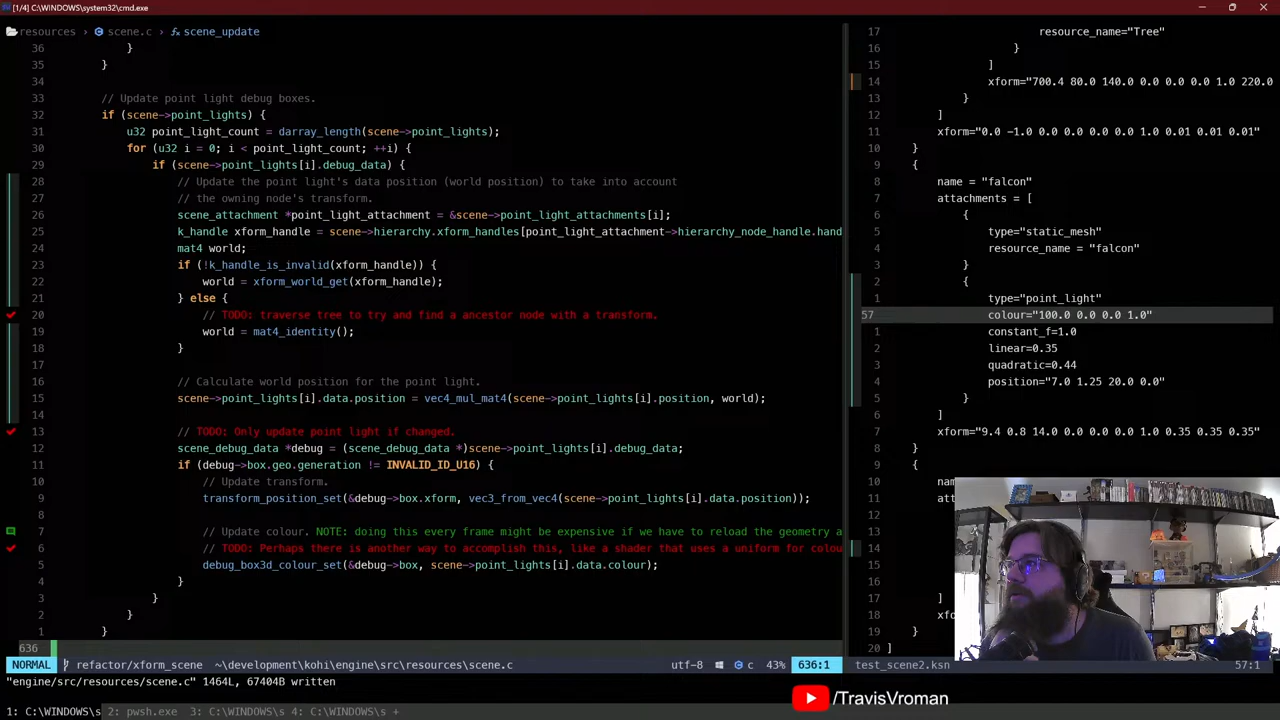 [1/4] C:\WINDOWS\system32\cmd.exe
resources > scene.c > scene_update
36 }
35 }
34
33 // Update point light debug boxes.
32 if (scene->point_lights) {
31 u32 point_light_count = darray_length(scene->point_lights);
30 for (u32 i = 0; i < point_light_count; ++i) {
29 if (scene->point_lights[i].debug_data) {
28 // Update the point light's data position (world position) to take into account
27 // the owning node's transform.
26 scene_attachment *point_light_attachment = &scene->point_light_attachments[i];
25 k_handle xform_handle = scene->hierarchy.xform_handles[point_light_attachment->hierarchy_node_handle.hand
24 mat4 world;
23 if (!k_handle_is_invalid(xform_handle)) {
22 world = xform_world_get(xform_handle);
21 } else {
20 // TODO: traverse tree to try and find a ancestor node with a transform.
19 world = mat4_identity();
18 }
17
16 // Calculate world position for the point light.
15 scene->point_lights[i].data.position = vec4_mul_mat4(scene->point_lights[i].position, world);
14
13 // TODO: Only update point light if changed.
12 scene_debug_data *debug = (scene_debug_data *)scene->point_lights[i].debug_data;
11 if (debug->box.geo.generation != INVALID_ID_U16) {
10 // Update transform.
9 transform_position_set(&debug->box.xform, vec3_from_vec4(scene->point_lights[i].data.position));
8
7 // Update colour. NOTE: doing this every frame might be expensive if we have to reload the geometry a
6 // TODO: Perhaps there is another way to accomplish this, like a shader that uses a uniform for colou
5 debug_box3d_colour_set(&debug->box, scene->point_lights[i].data.colour);
4 }
3 }
2 }
1 }
636
NORMAL refactor/xform_scene ~\development\kohi\engine\src\resources\scene.c utf-8 c 43% 636:1
"engine/src/resources/scene.c" 1464L, 67404B written
1: C:\WINDOWS\s 2: pwsh.exe 3: C:\WINDOWS\s 4: C:\WINDOWS\s +
17 resource_name="Tree"
16 }
15 ]
14 xform="700.4 80.0 140.0 0.0 0.0 0.0 1.0 220.0
13 }
12 ]
11 xform="0.0 -1.0 0.0 0.0 0.0 0.0 1.0 0.01 0.01 0.01"
10 }
9 {
8 name = "falcon"
7 attachments = [
6 {
5 type="static_mesh"
4 resource_name = "falcon"
3 }
2 {
1 type="point_light"
57 colour="100.0 0.0 0.0 1.0"
1 constant_f=1.0
2 linear=0.35
3 quadratic=0.44
4 position="7.0 1.25 20.0 0.0"
5 }
6 ]
7 xform="9.4 0.8 14.0 0.0 0.0 0.0 1.0 0.35 0.35 0.35"
8 }
9 {
10
11
12
13
14
15
16
17 ]
18
19 }
20 ]
test_scene2.ksn 57:1
/TravisVroman